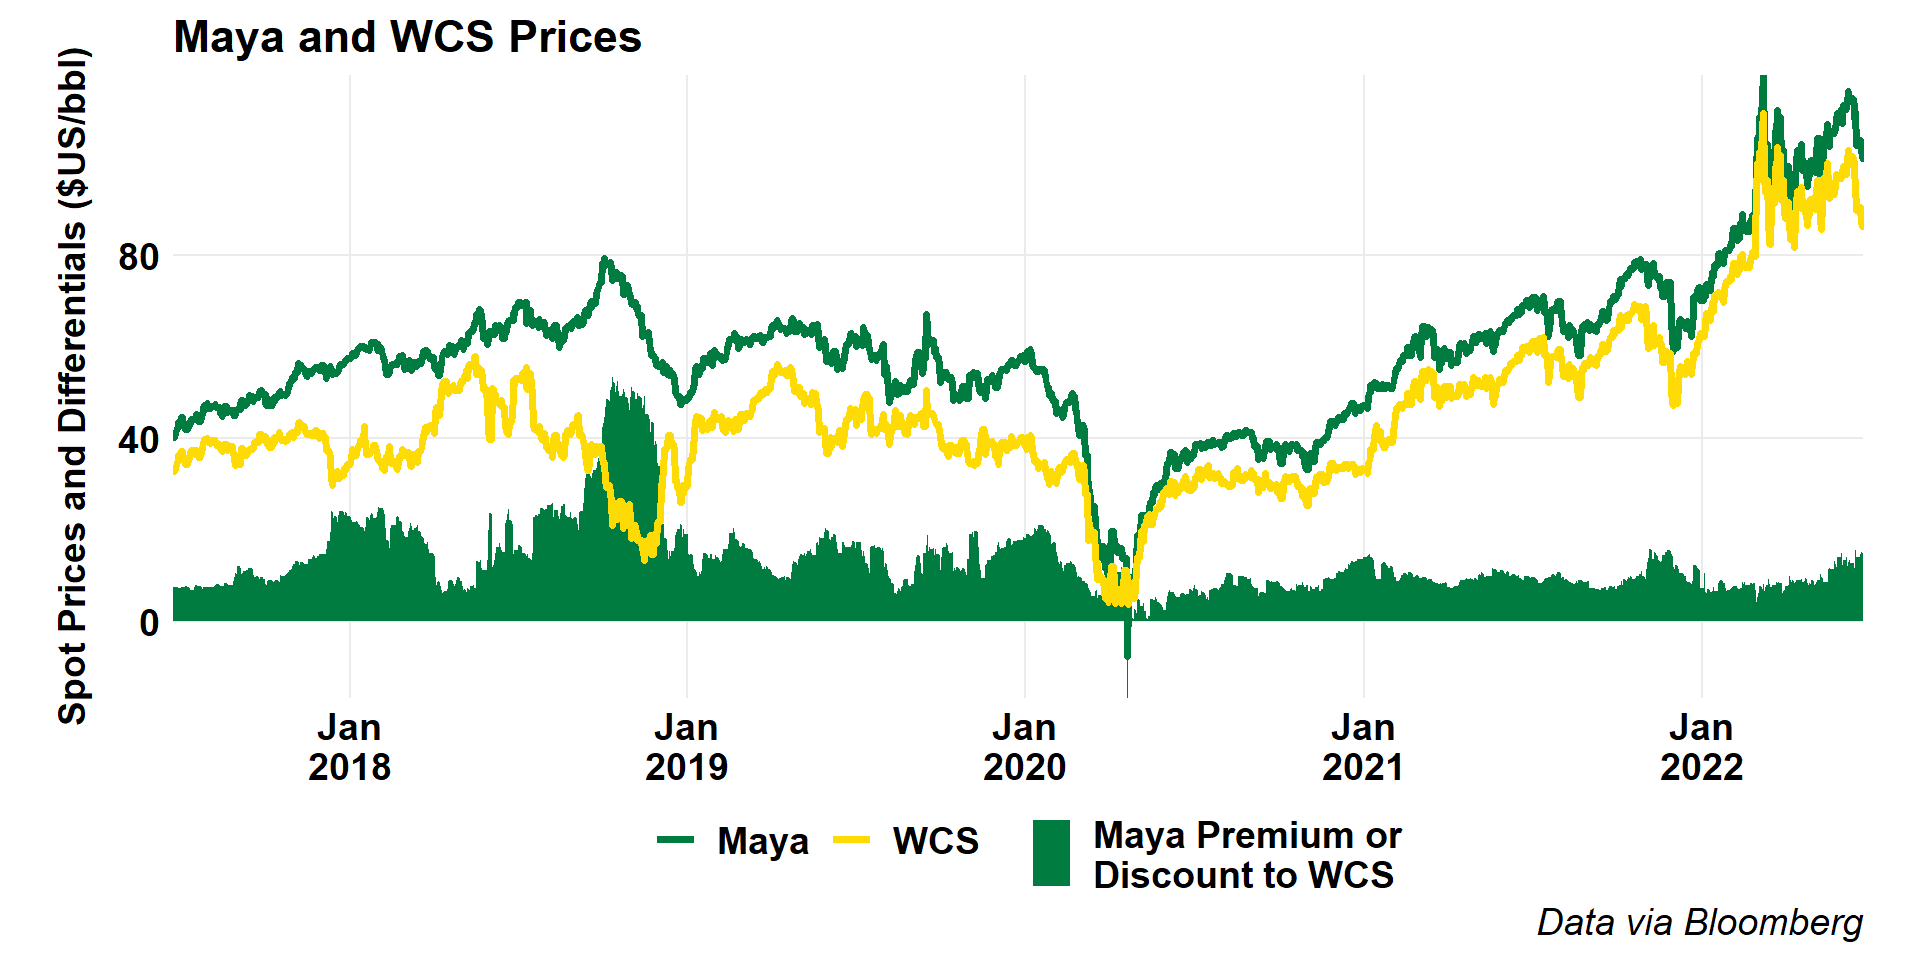 Maya and WCS Prices
Spot Prices and Differentials ($US/bbl)
80
40
0
Jan
2018
Jan
2019
Jan
2020
Jan
2021
Jan
2022
Maya
WCS
Maya Premium or
Discount to WCS
Data via Bloomberg